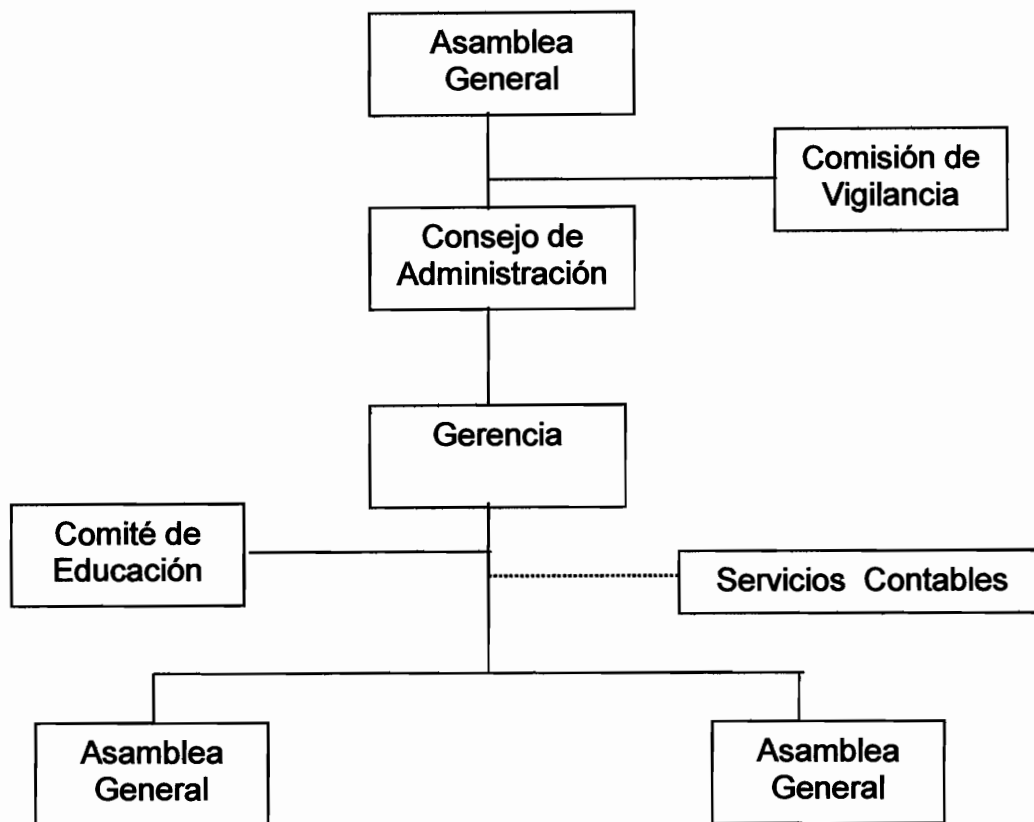 Asamblea
General
Comisión de
Vigilancia
Consejo de
Administración
Gerencia
Comité de
Educación
Servicios Contables
Asamblea
General
Asamblea
General